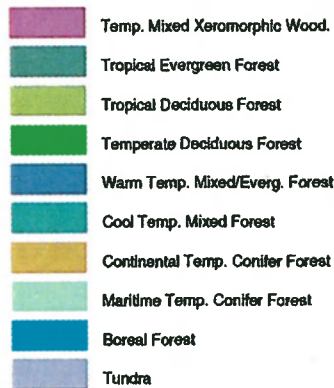 Temp. Mixed Xeromorphic Wood.
Tropical Evergreen Forest
Tropical Deciduous Forest
Temperate Deciduous Forest
Warm Temp. Mixed/Everg. Forest
Cool Temp. Mixed Forest
Continental Temp. Conifer Forest
Maritime Temp. Conifer Forest
Boreal Forest
Tundra